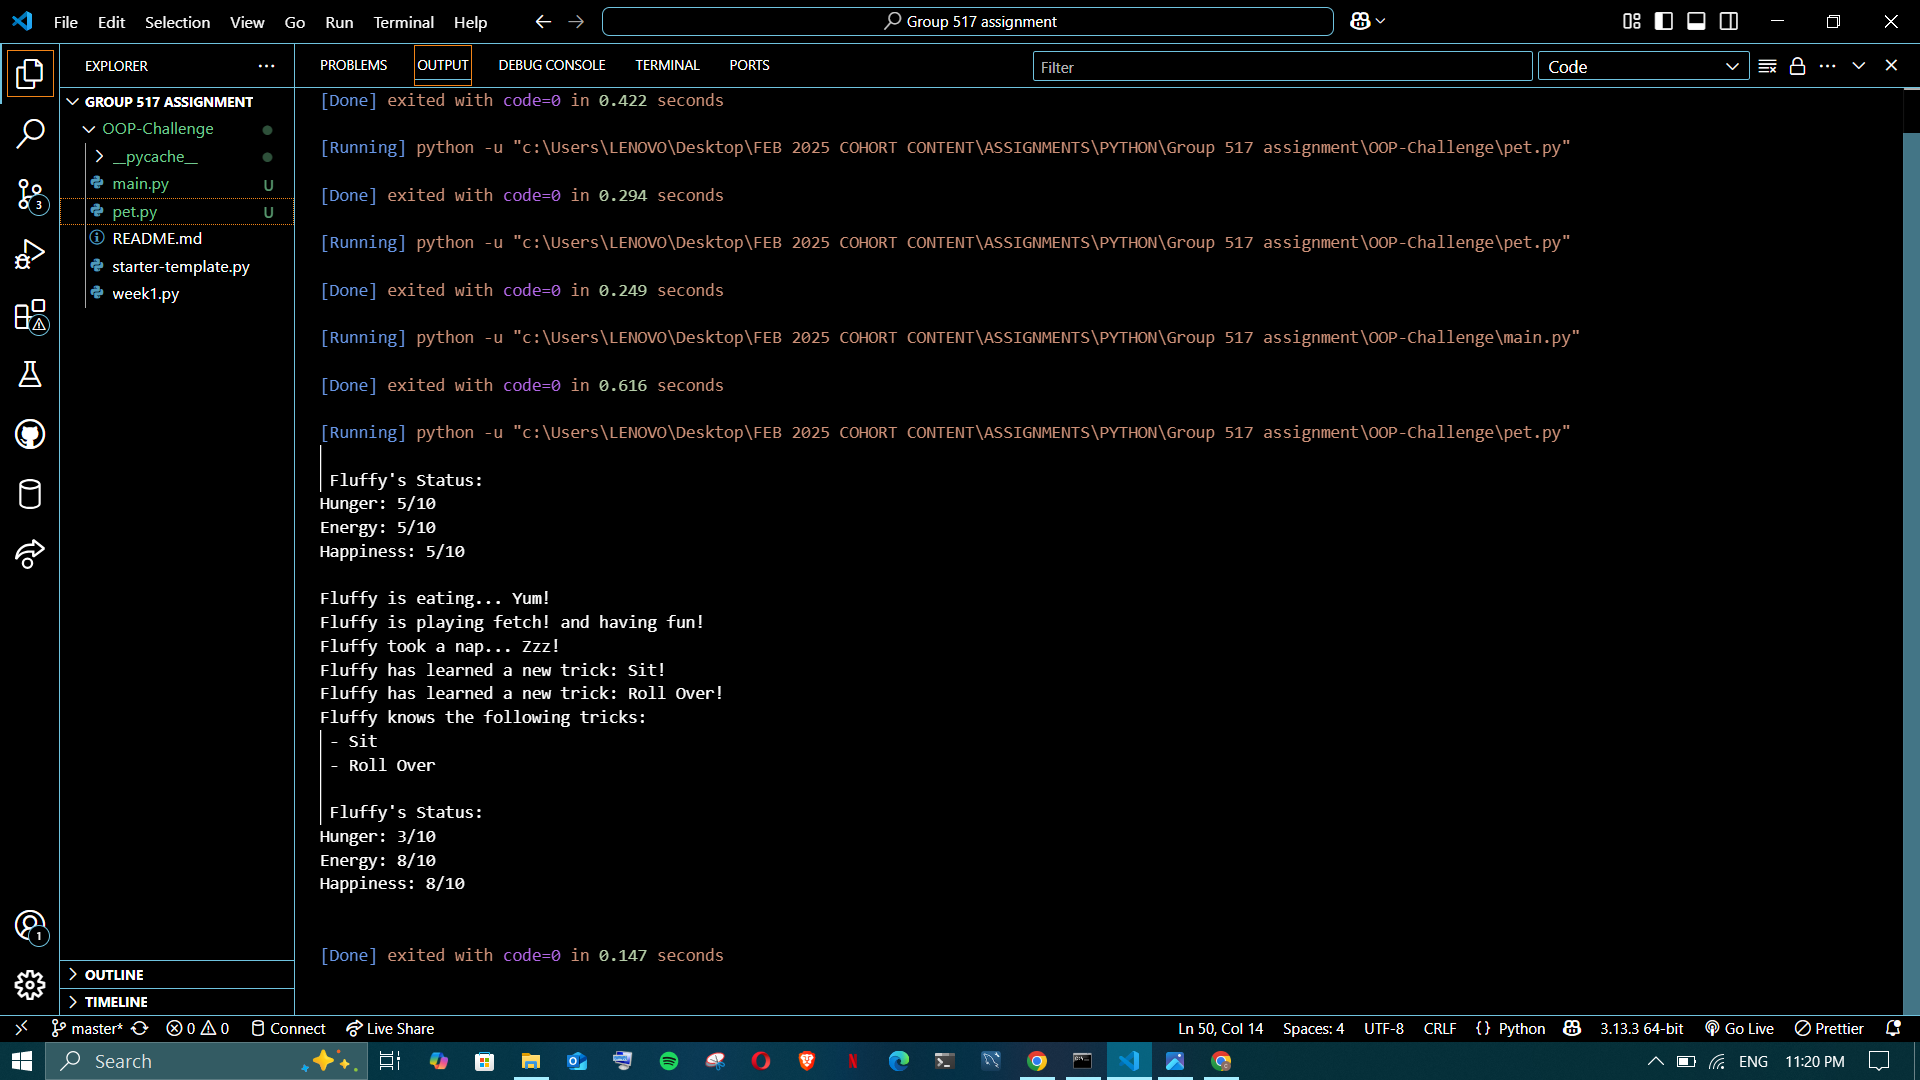 File Edit Selection View Go Run Terminal Help
Group 517 assignment
EXPLORER
GROUP 517 ASSIGNMENT
OOP-Challenge
__pycache__
main.py U
pet.py U
README.md
starter-template.py
week1.py
OUTLINE
TIMELINE
3
1
PROBLEMS OUTPUT DEBUG CONSOLE TERMINAL PORTS
Filter
Code
[Done] exited with code=0 in 0.422 seconds
[Running] python -u "c:\Users\LENOVO\Desktop\FEB 2025 COHORT CONTENT\ASSIGNMENTS\PYTHON\Group 517 assignment\OOP-Challenge\pet.py"
[Done] exited with code=0 in 0.294 seconds
[Running] python -u "c:\Users\LENOVO\Desktop\FEB 2025 COHORT CONTENT\ASSIGNMENTS\PYTHON\Group 517 assignment\OOP-Challenge\pet.py"
[Done] exited with code=0 in 0.249 seconds
[Running] python -u "c:\Users\LENOVO\Desktop\FEB 2025 COHORT CONTENT\ASSIGNMENTS\PYTHON\Group 517 assignment\OOP-Challenge\main.py"
[Done] exited with code=0 in 0.616 seconds
[Running] python -u "c:\Users\LENOVO\Desktop\FEB 2025 COHORT CONTENT\ASSIGNMENTS\PYTHON\Group 517 assignment\OOP-Challenge\pet.py"
Fluffy's Status:
Hunger: 5/10
Energy: 5/10
Happiness: 5/10
Fluffy is eating... Yum!
Fluffy is playing fetch! and having fun!
Fluffy took a nap... Zzz!
Fluffy has learned a new trick: Sit!
Fluffy has learned a new trick: Roll Over!
Fluffy knows the following tricks:
- Sit
- Roll Over
Fluffy's Status:
Hunger: 3/10
Energy: 8/10
Happiness: 8/10
[Done] exited with code=0 in 0.147 seconds
master* 0 0 Connect Live Share
Ln 50, Col 14 Spaces: 4 UTF-8 CRLF {} Python 3.13.3 64-bit Go Live Prettier
Search
ENG 11:20 PM